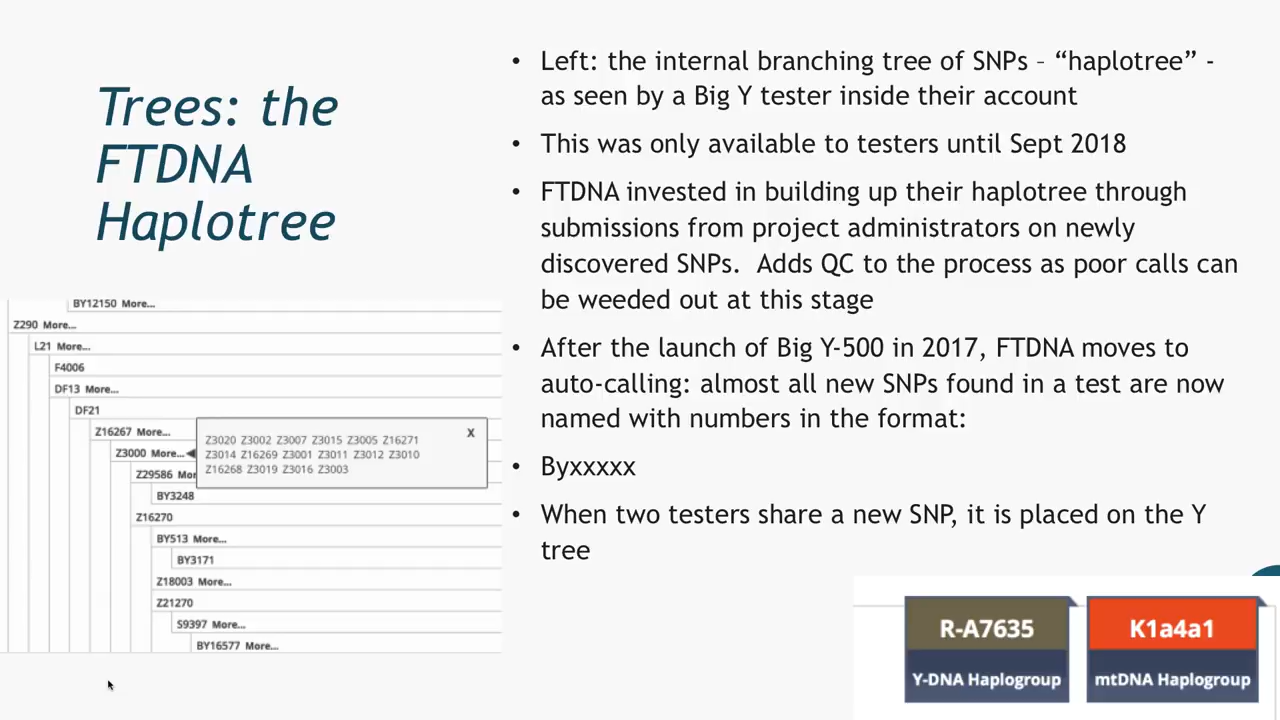 Trees: the
FTDNA
Haplotree
BY12150 More...
Z290 More...
L21 More...
F4006
DF13 More...
DF21
Z16267 More...
Z3000 More...
Z29586 Mor
BY3248
Z16270
BY513 More...
BY3171
Z18003 More...
Z21270
S9397 More...
BY16577 More...
X
Z3020 Z3002 Z3007 Z3015 Z3005 Z16271
Z3014 Z16269 Z3001 Z3011 Z3012 Z3010
Z16268 Z3019 Z3016 Z3003
• Left: the internal branching tree of SNPs – “haplotree” -
as seen by a Big Y tester inside their account
• This was only available to testers until Sept 2018
• FTDNA invested in building up their haplotree through
submissions from project administrators on newly
discovered SNPs.  Adds QC to the process as poor calls can
be weeded out at this stage
• After the launch of Big Y-500 in 2017, FTDNA moves to
auto-calling: almost all new SNPs found in a test are now
named with numbers in the format:
• Byxxxxx
• When two testers share a new SNP, it is placed on the Y
tree
R-A7635
Y-DNA Haplogroup
K1a4a1
mtDNA Haplogroup